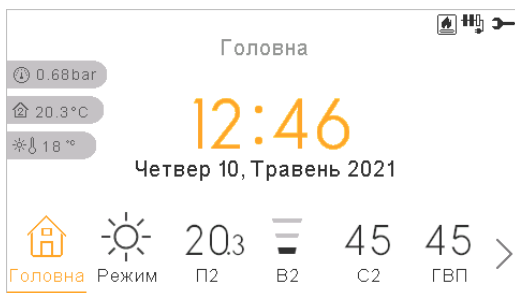 Головна
0.68bar
20.3°C
18 °C
12:46
Четвер 10, Травень 2021
20.3 45 45
Головна Режим П2 В2 С2 ГВП